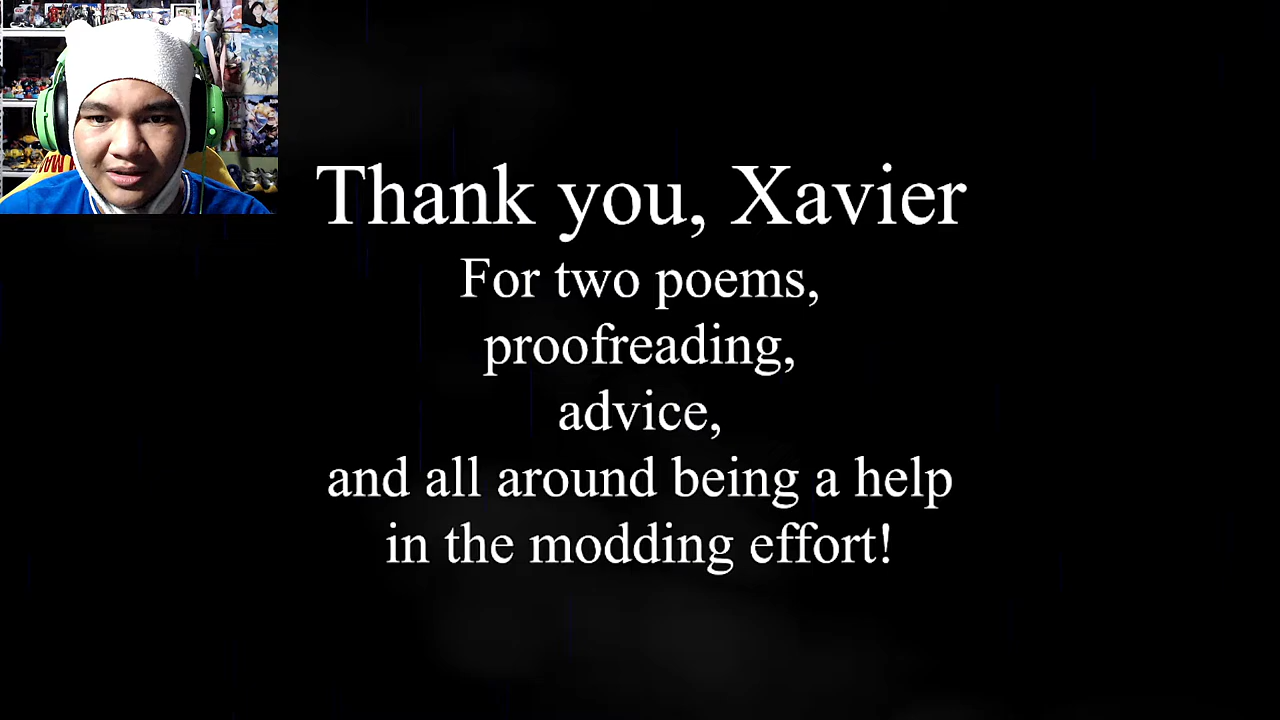 Thank you, Xavier
For two poems,
proofreading,
advice,
and all around being a help
in the modding effort!